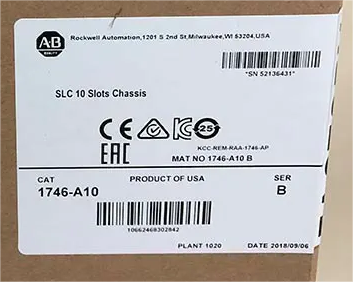 AB
QUALITY
Rockwell Automation,1201 S 2nd St,Milwaukee,WI 53204,USA
*SN 52136431*
SLC 10 Slots Chassis
CE
25
EAC
KCC-REM-RAA-1746-AP
MAT NO 1746-A10 B
CAT
PRODUCT OF USA
SER
1746-A10
B
10662468302842
PLANT 1020
DATE 2018/09/06